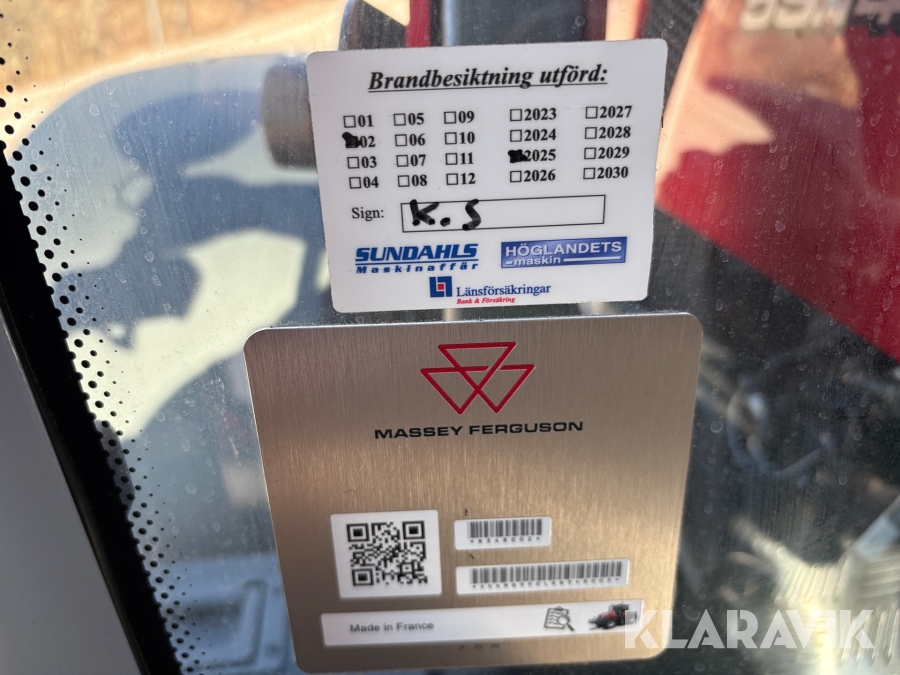 Brandbesiktning utförd:
01 05 09 2023 2027
02 06 10 2024 2028
03 07 11 2025 2029
04 08 12 2026 2030
Sign: K.S
SUNDAHLS
Maskinaffär
HÖGLANDETS
maskin
Länsförsäkringar
Bank & Försäkring
MASSEY FERGUSON
Made in France
KLARAVIK